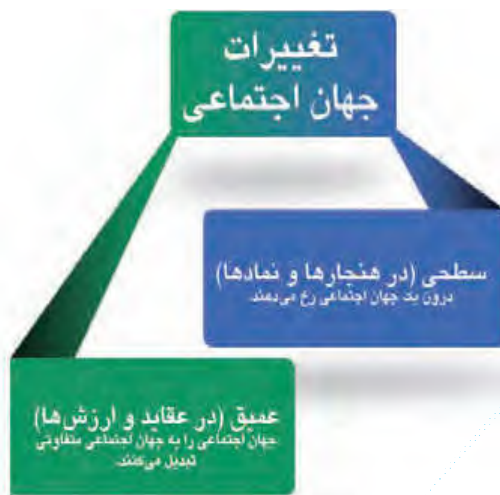 تغییرات
جهان اجتماعی
سطحی (در هنجارها و نمادها)
درون یک جهان اجتماعی رخ می‌دهند.
عمیق (در عقاید و ارزش‌ها)
جهان اجتماعی را به جهان اجتماعی متفاوتی
تبدیل می‌کنند.